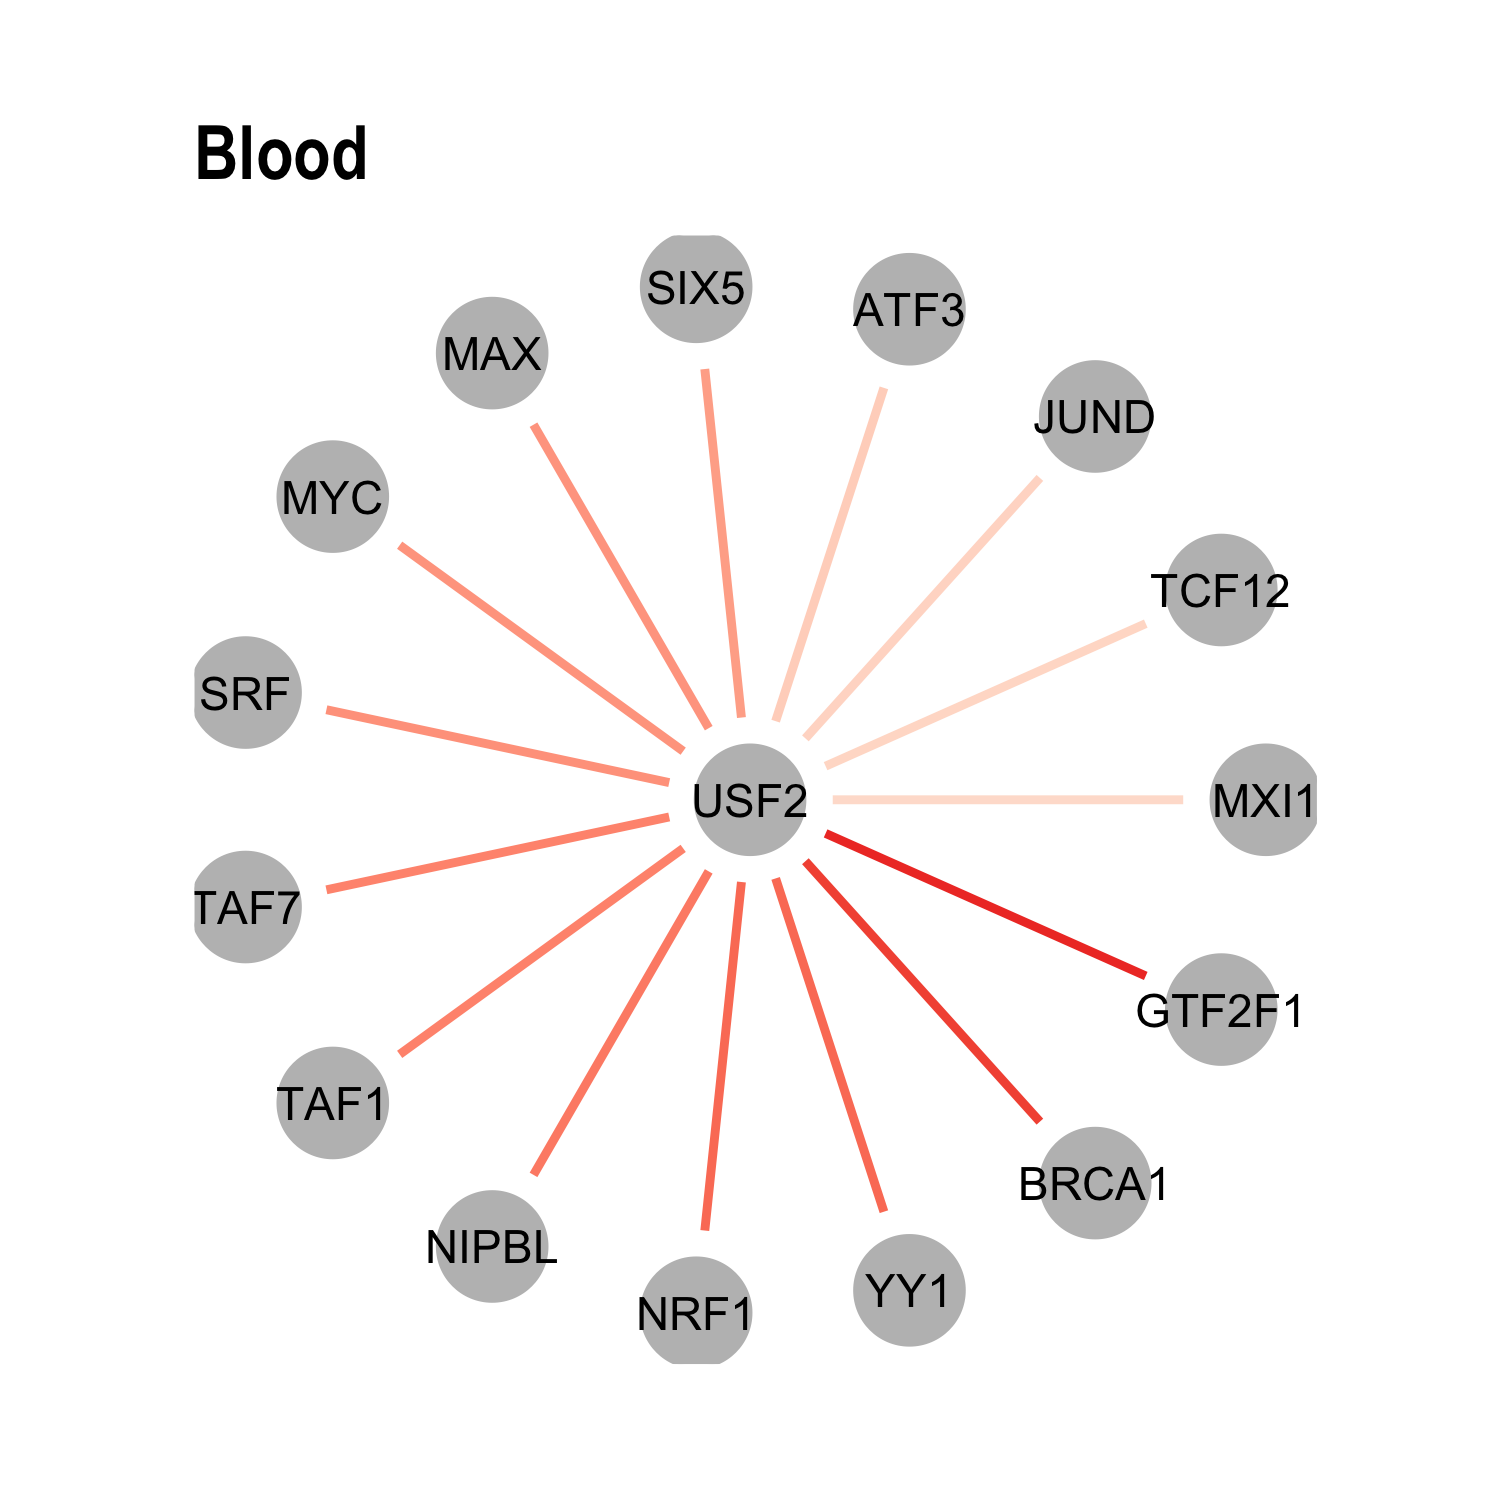 Blood
SIX5
ATF3
MAX
JUND
MYC
TCF12
SRF
USF2
MXI1
TAF7
GTF2F1
TAF1
BRCA1
NIPBL
YY1
NRF1